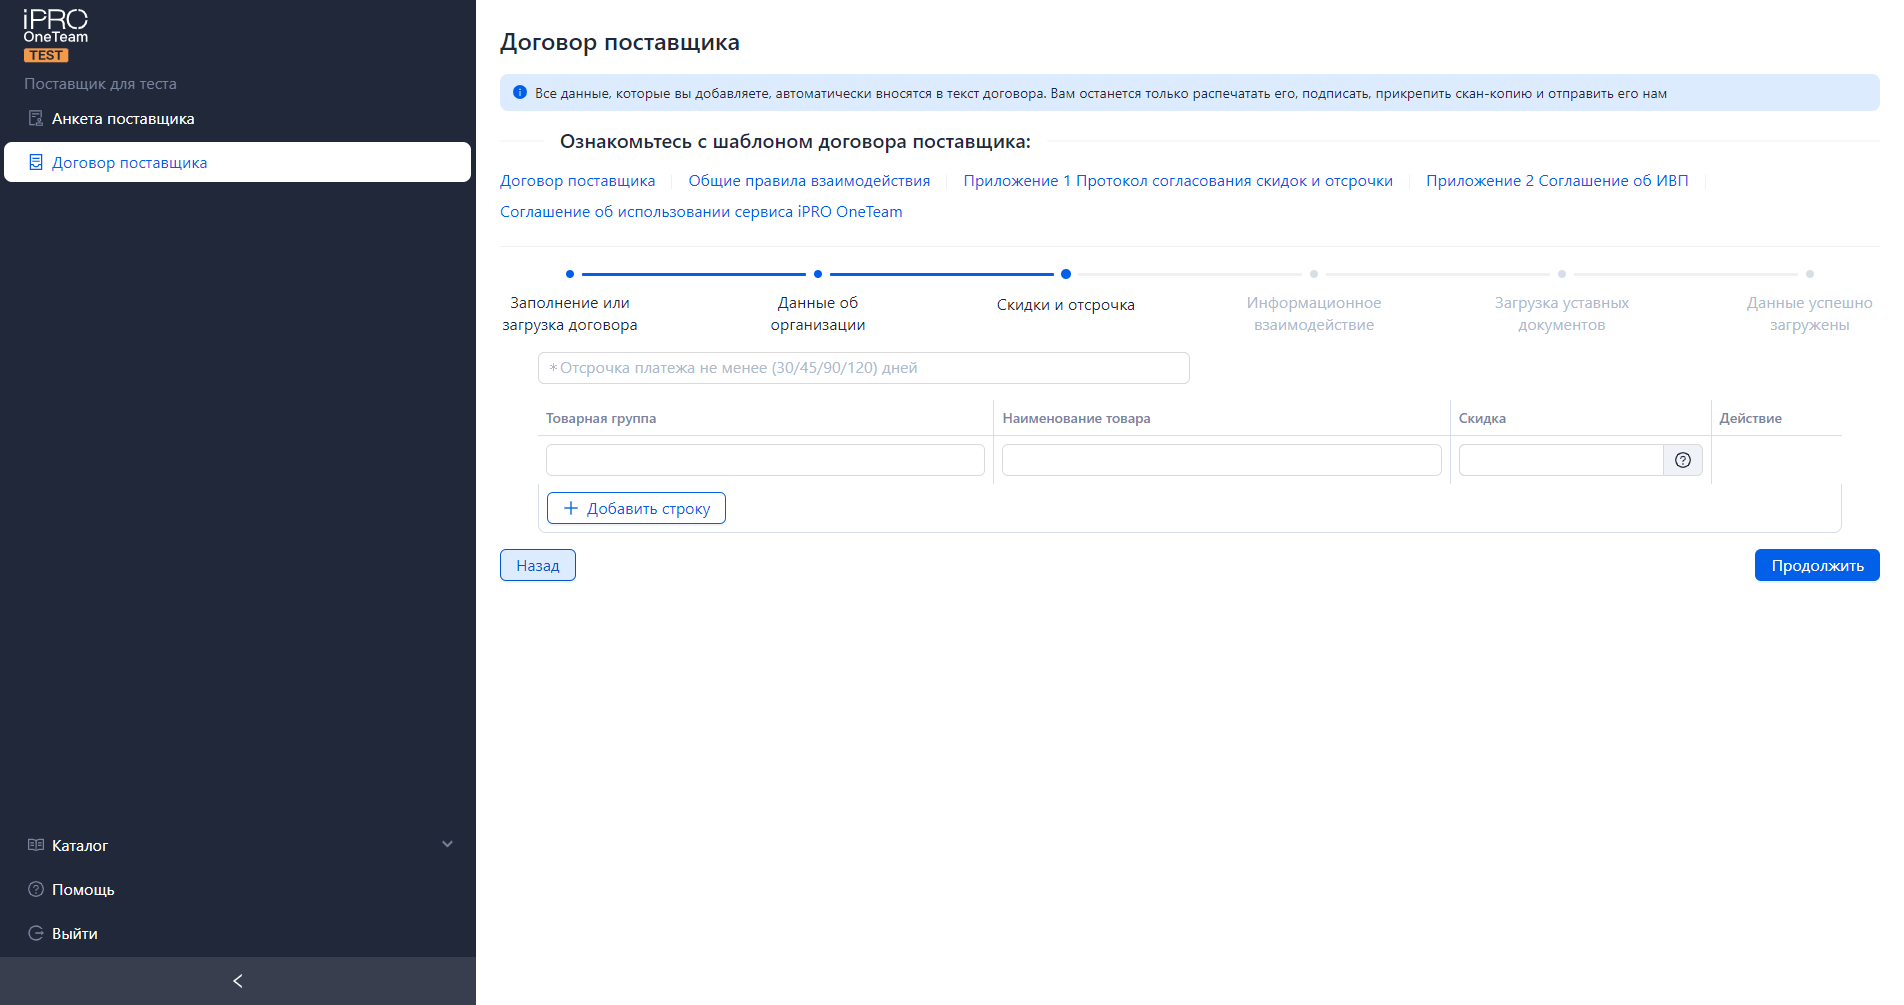 iPRO
OneTeam
TEST
Поставщик для теста
Анкета поставщика
Договор поставщика
Каталог
Помощь
Выйти
Договор поставщика
Все данные, которые вы добавляете, автоматически вносятся в текст договора. Вам останется только распечатать его, подписать, прикрепить скан-копию и отправить его нам
Ознакомьтесь с шаблоном договора поставщика:
Договор поставщика Общие правила взаимодействия Приложение 1 Протокол согласования скидок и отсрочки Приложение 2 Соглашение об ИВП
Соглашение об использовании сервиса iPRO OneTeam
Заполнение или загрузка договора
Данные об организации
Скидки и отсрочка
Информационное взаимодействие
Загрузка уставных документов
Данные успешно загружены
* Отсрочка платежа не менее (30/45/90/120) дней
Товарная группа Наименование товара Скидка Действие
+ Добавить строку
Назад Продолжить